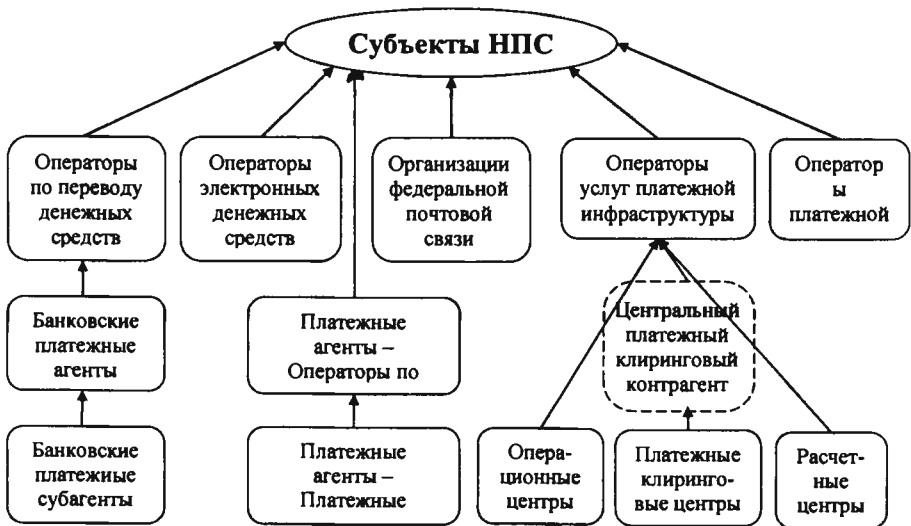 Субъекты НПС
Операторы
по переводу
денежных
средств
Операторы
электронных
денежных
средств
Организации
федеральной
почтовой
связи
Операторы
услуг платежной
инфраструктуры
Оператор
ы
платежной
Банковские
платежные
агенты
Платежные
агенты –
Операторы по
Центральный
платежный
клиринговый
контрагент
Банковские
платежные
субагенты
Платежные
агенты –
Платежные
Опера-
ционные
центры
Платежные
клиринго-
вые центры
Расчет-
ные
центры